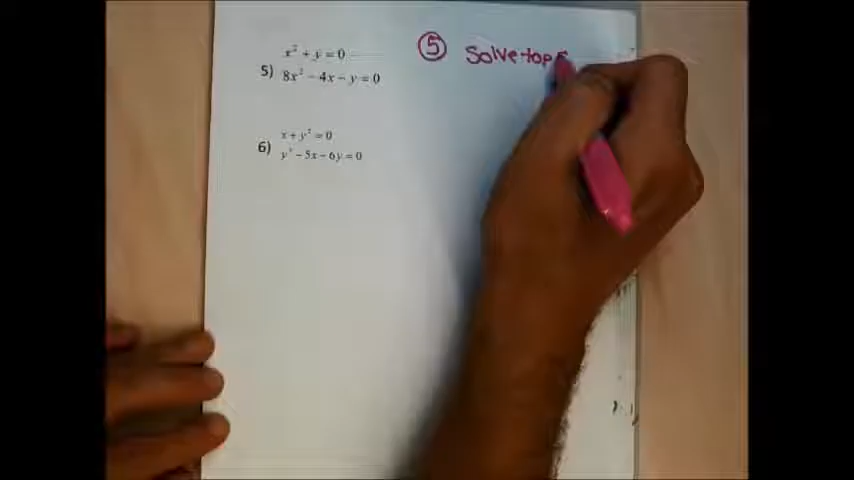 x² + y = 0
5) 8x² − 4x − y = 0
x + y² = 0
6) y² − 5x − 6y = 0
⑤ Solve top